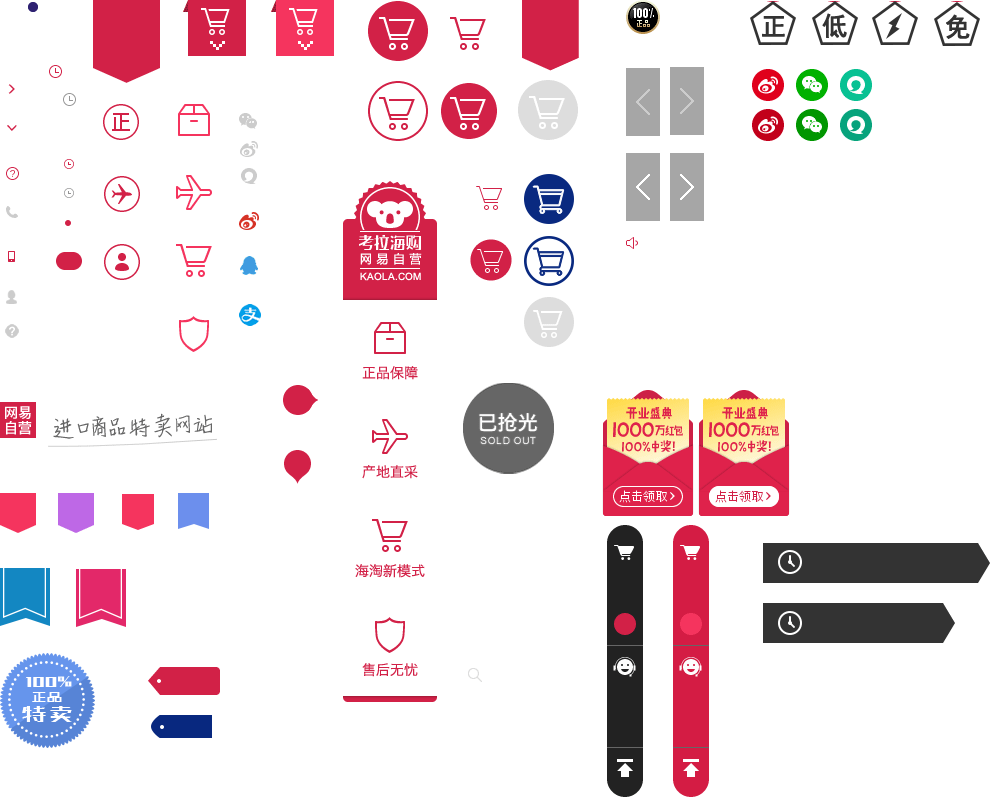 100%
正品
正
低
免
正
考拉海购
网易自营
KAOLA.COM
支
正品保障
网易
自营
进口商品特卖网站
已抢光
SOLD OUT
开业盛典
1000万红包
100%中奖!
点击领取>
开业盛典
1000万红包
100%中奖!
点击领取>
产地直采
海淘新模式
售后无忧
100%
正品
特卖